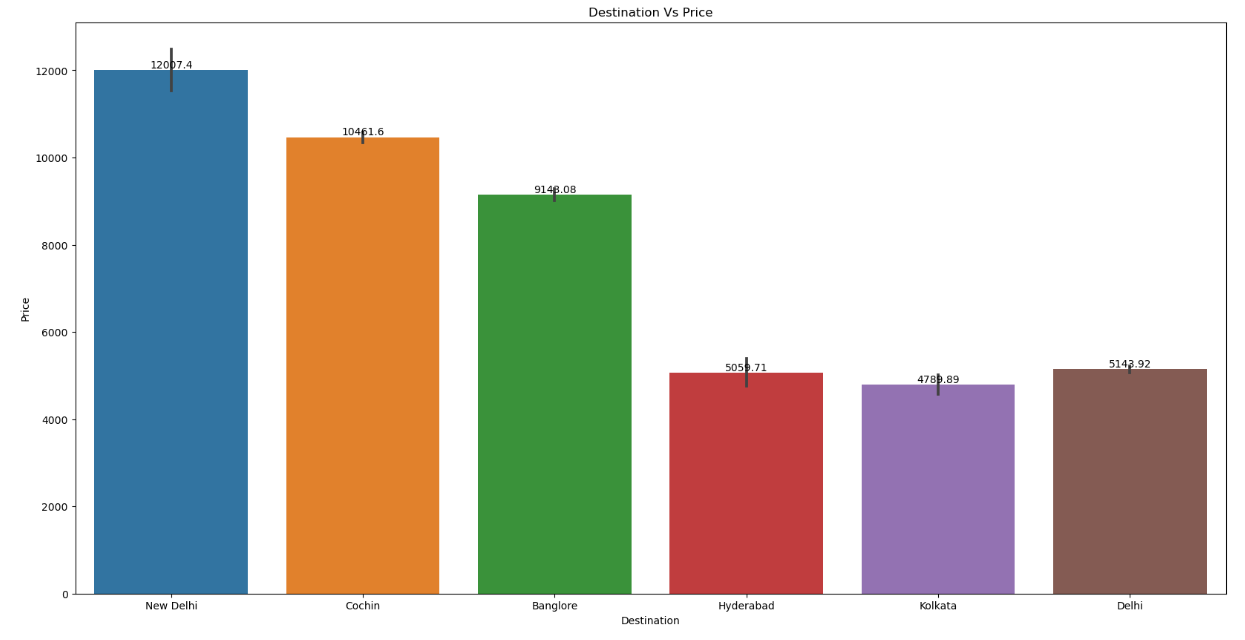 Destination Vs Price
12000
10000
8000
6000
4000
2000
0
Price
12007.4
10461.6
9143.08
5059.71
4789.89
5143.92
New Delhi
Cochin
Banglore
Hyderabad
Kolkata
Delhi
Destination